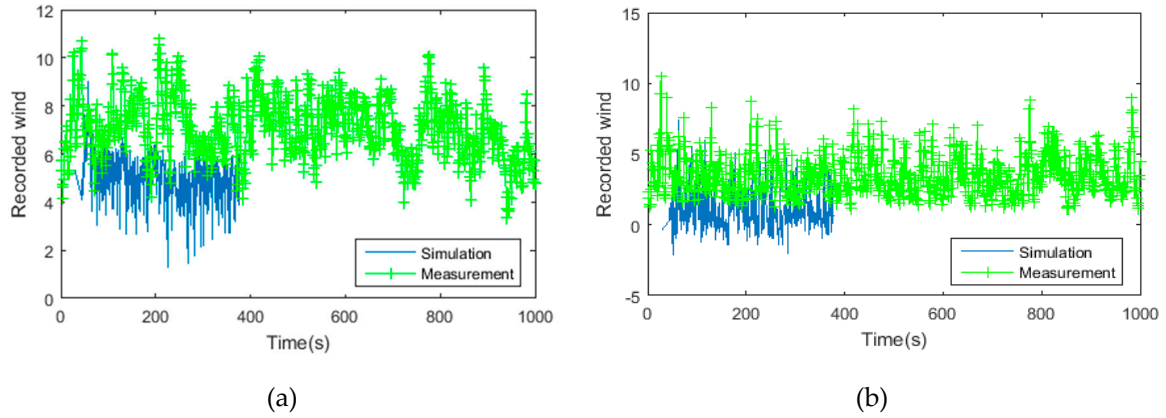 12
10
8
6
4
2
0
Recorded wind
0 200 400 600 800 1000
Time(s)
Simulation
Measurement
(a)
15
10
5
0
-5
Recorded wind
0 200 400 600 800 1000
Time(s)
Simulation
Measurement
(b)